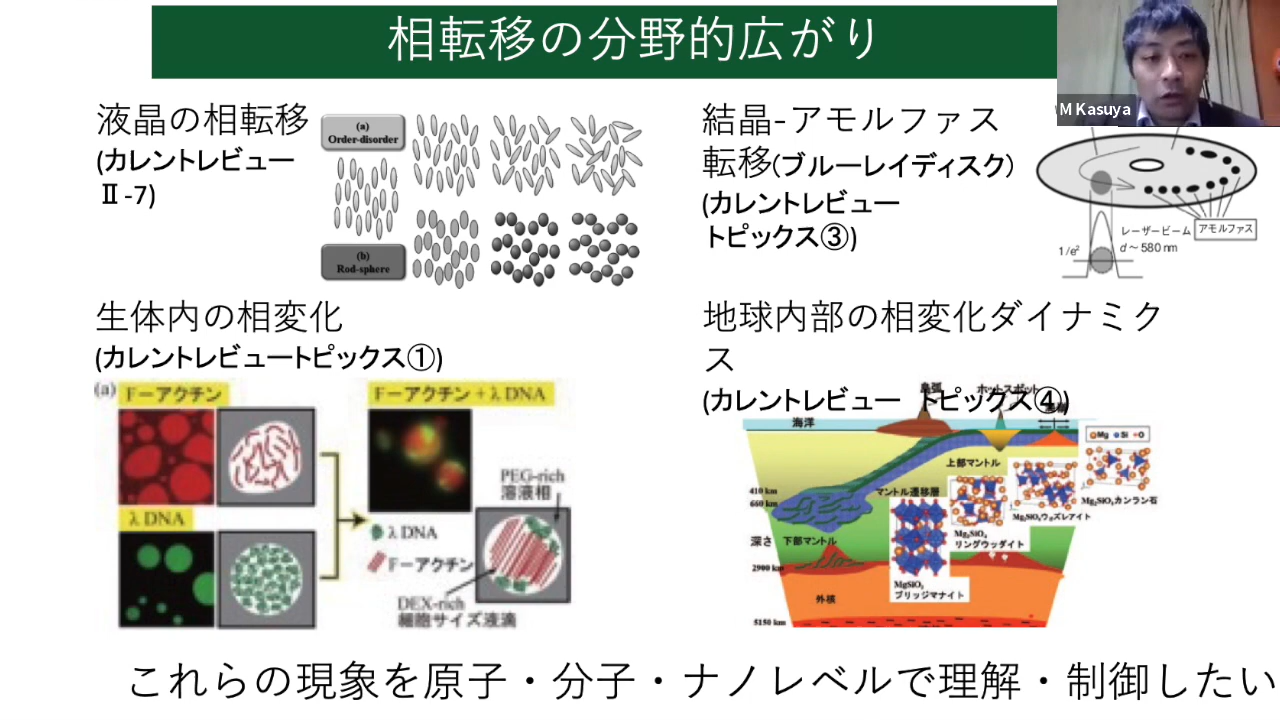 相転移の分野的広がり
M Kasuya
液晶の相転移
(カレントレビュー
Ⅱ-7)
(a)
Order-disorder
(b)
Rod-sphere
結晶-アモルファス
転移(ブルーレイディスク)
(カレントレビュー
トピックス③)
レーザービーム
d～580 nm
1/e²
アモルファス
生体内の相変化
(カレントレビュートピックス①)
(a)
F－アクチン
F－アクチン＋λ DNA
λ DNA
PEG-rich
溶液相
λ DNA
F－アクチン
DEX-rich
細胞サイズ液滴
地球内部の相変化ダイナミク
ス
(カレントレビュー トピックス④)
島弧
ホットスポット
海洋
Mg Si O
上部マントル
410 km
660 km
マントル遷移層
Mg₂SiO₄カンラン石
Mg₂SiO₄ウォズレアイト
Mg₂SiO₄
リングウッダイト
深さ
下部マントル
2900 km
MgSiO₃
ブリッジマナイト
外核
5150 km
これらの現象を原子・分子・ナノレベルで理解・制御したい